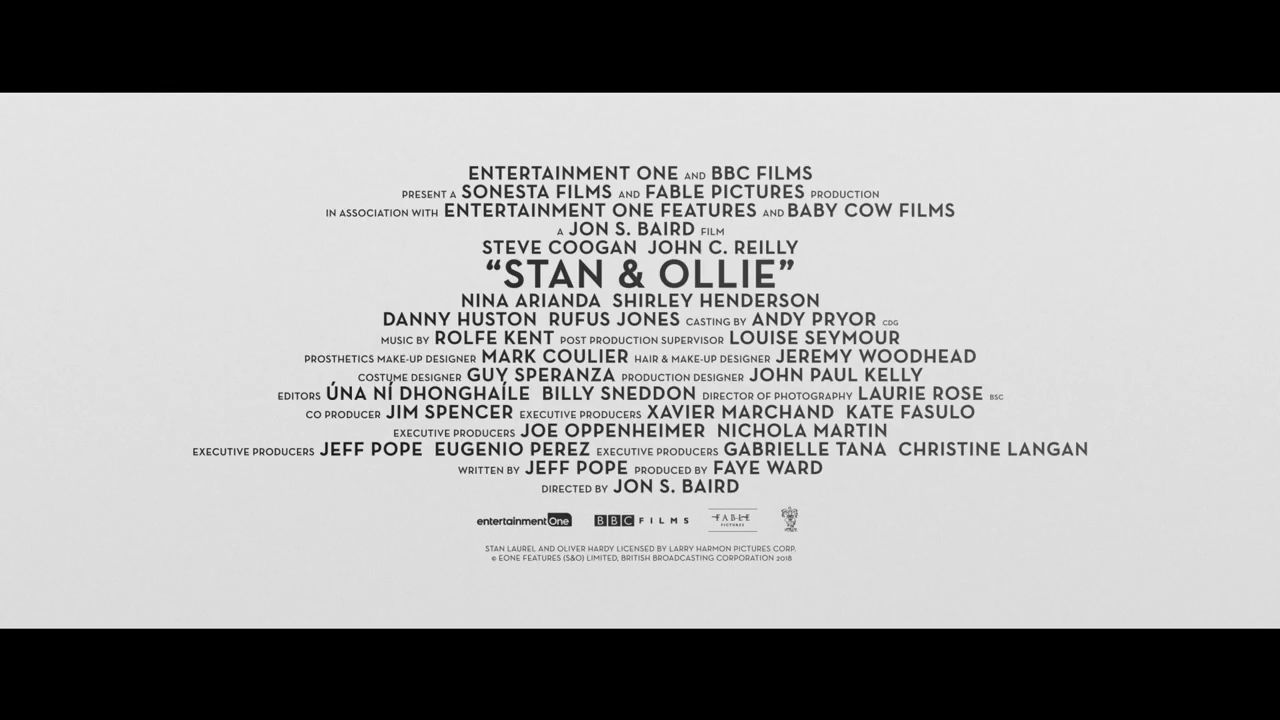 ENTERTAINMENT ONE AND BBC FILMS
PRESENT A SONESTA FILMS AND FABLE PICTURES PRODUCTION
IN ASSOCIATION WITH ENTERTAINMENT ONE FEATURES AND BABY COW FILMS
A JON S. BAIRD FILM
STEVE COOGAN JOHN C. REILLY
“STAN & OLLIE”
NINA ARIANDA SHIRLEY HENDERSON
DANNY HUSTON RUFUS JONES CASTING BY ANDY PRYOR CDG
MUSIC BY ROLFE KENT POST PRODUCTION SUPERVISOR LOUISE SEYMOUR
PROSTHETICS MAKE-UP DESIGNER MARK COULIER HAIR & MAKE-UP DESIGNER JEREMY WOODHEAD
COSTUME DESIGNER GUY SPERANZA PRODUCTION DESIGNER JOHN PAUL KELLY
EDITORS ÚNA NÍ DHONGHAÍLE BILLY SNEDDON DIRECTOR OF PHOTOGRAPHY LAURIE ROSE BSC
CO PRODUCER JIM SPENCER EXECUTIVE PRODUCERS XAVIER MARCHAND KATE FASULO
EXECUTIVE PRODUCERS JOE OPPENHEIMER NICHOLA MARTIN
EXECUTIVE PRODUCERS JEFF POPE EUGENIO PEREZ EXECUTIVE PRODUCERS GABRIELLE TANA CHRISTINE LANGAN
WRITTEN BY JEFF POPE PRODUCED BY FAYE WARD
DIRECTED BY JON S. BAIRD
entertainmentOne BBC FILMS FABLE PICTURES
STAN LAUREL AND OLIVER HARDY LICENSED BY LARRY HARMON PICTURES CORP.
© EONE FEATURES (S&O) LIMITED, BRITISH BROADCASTING CORPORATION 2018